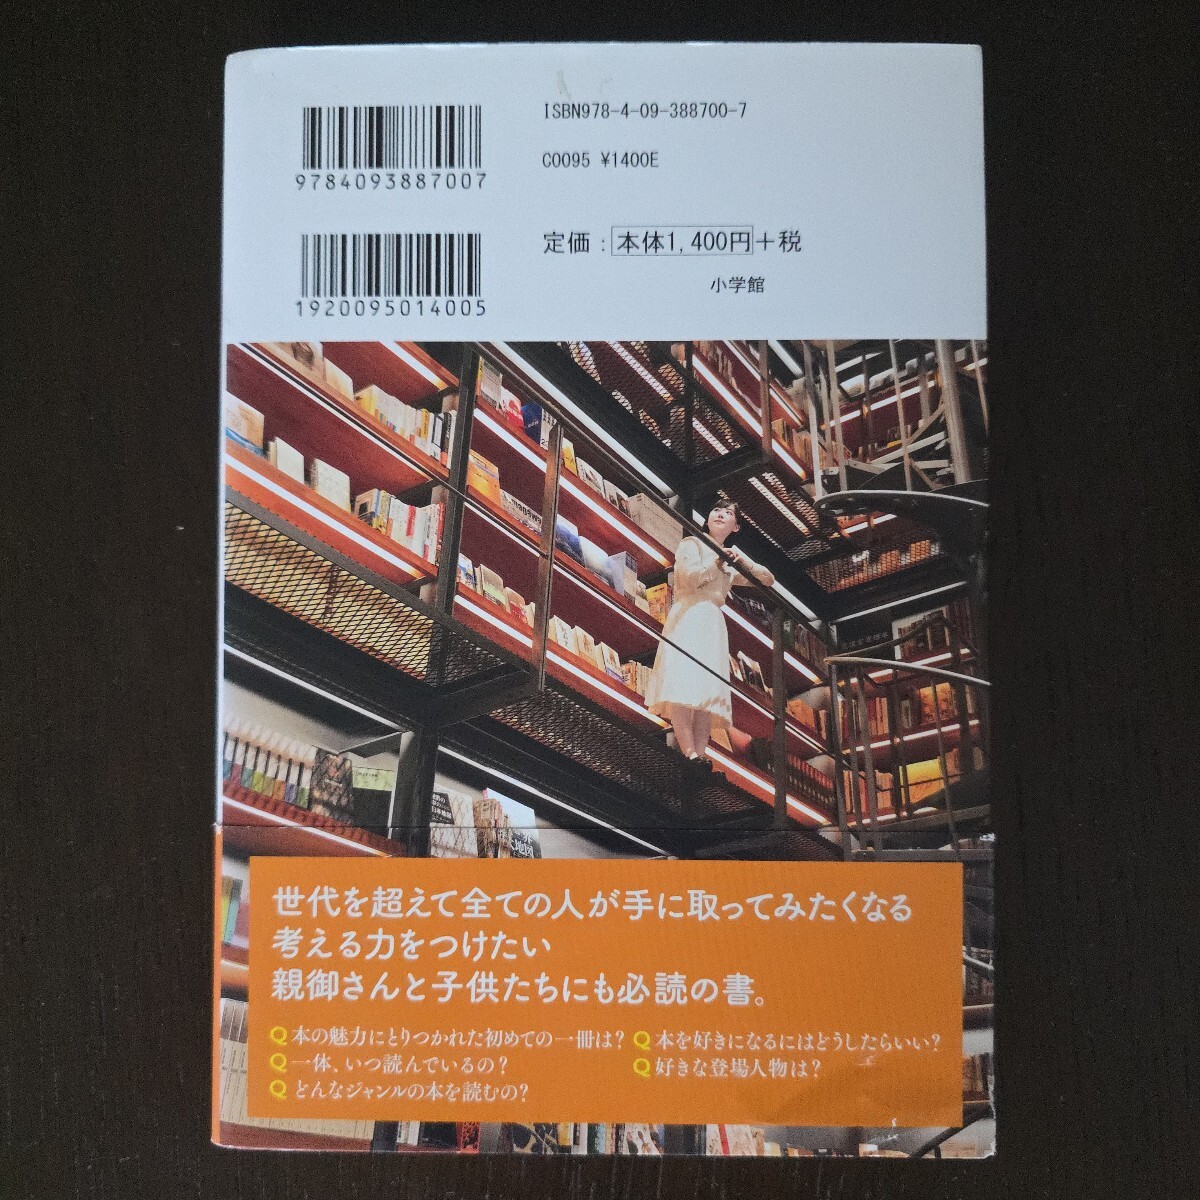 ISBN978-4-09-388700-7
9784093887007
C0095 ¥1400E
定価：本体1,400円＋税
小学館
1920095014005
世代を超えて全ての人が手に取ってみたくなる
考える力をつけたい
親御さんと子供たちにも必読の書。
Q 本の魅力にとりつかれた初めての一冊は？
Q 一体、いつ読んでいるの？
Q どんなジャンルの本を読むの？
Q 本を好きになるにはどうしたらいい？
Q 好きな登場人物は？